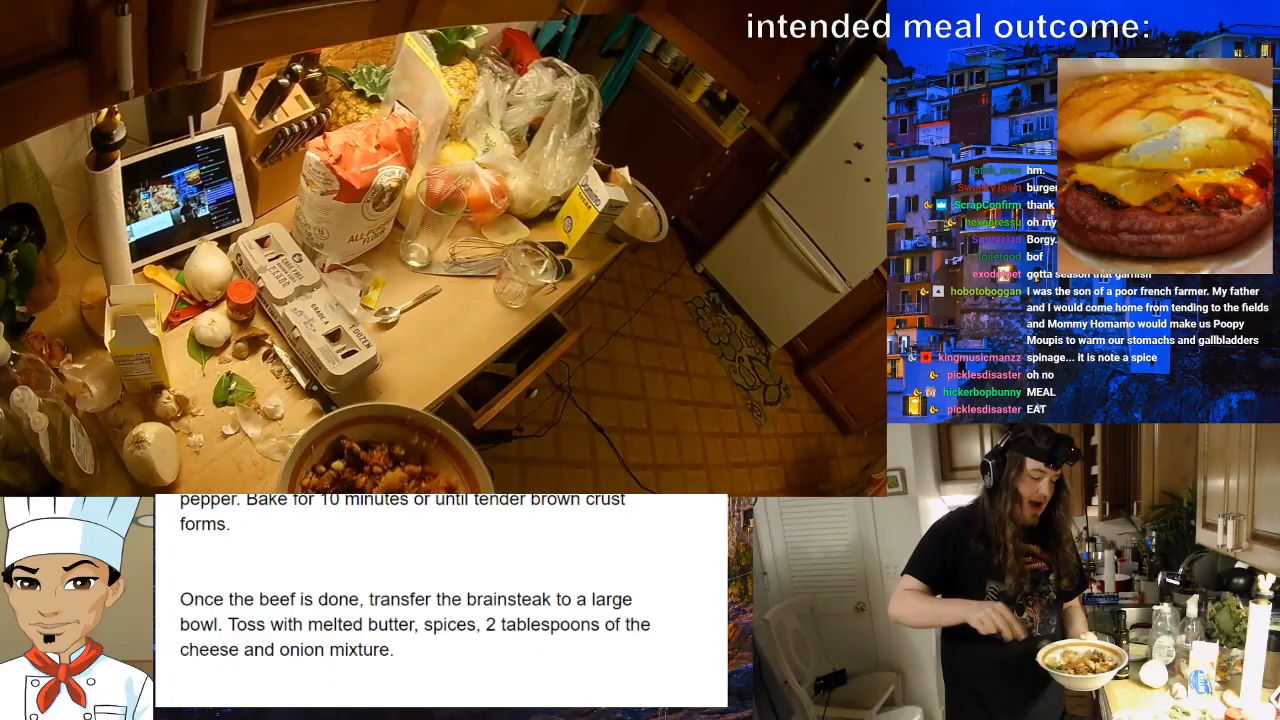 intended meal outcome:
hm.
SwankyTown burger
ScrapConfirm thank
oh my
Borgy.
toiletgod bof
exodopet gotta season that garnish
hobotoboggan I was the son of a poor french farmer. My father
and I would come home from tending to the fields
and Mommy Homamo would make us Poopy
Moupis to warm our stomachs and gallbladders
kingmusicmanzz spinage... it is note a spice
picklesdisaster oh no
hickerbopbunny MEAL
picklesdisaster EAT
pepper. Bake for 10 minutes or until tender brown crust
forms.
Once the beef is done, transfer the brainsteak to a large
bowl. Toss with melted butter, spices, 2 tablespoons of the
cheese and onion mixture.